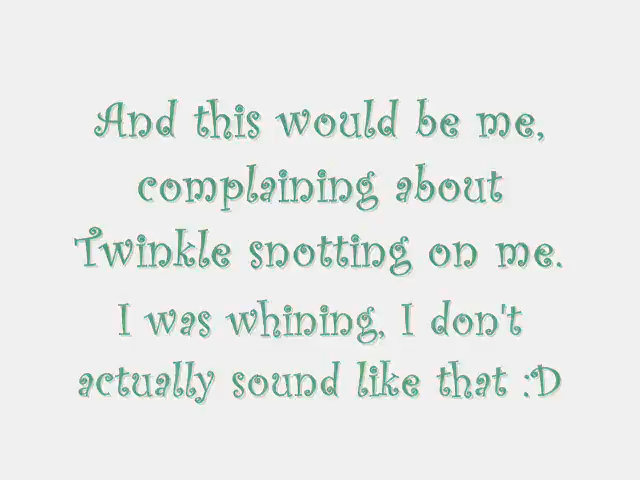 And this would be me,
complaining about
Twinkle snotting on me.
I was whining, I don't
actually sound like that :D